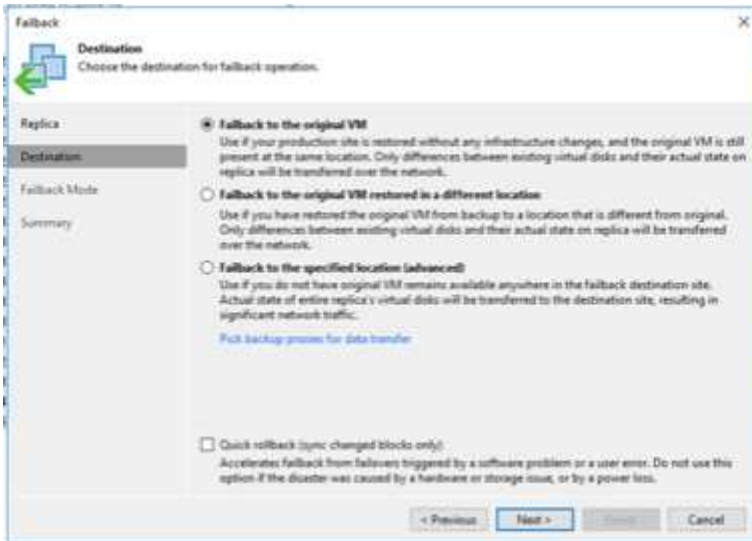 Failback
Destination
Choose the destination for failback operation.
Replica
Destination
Failback Mode
Summary
Failback to the original VM
Use if your production site is restored without any infrastructure changes, and the original VM is still
present at the same location. Only differences between existing virtual disks and their actual state on
replica will be transferred over the network.
Failback to the original VM restored in a different location
Use if you have restored the original VM from backup to a location that is different from original.
Only differences between existing virtual disks and their actual state on replica will be transferred
over the network.
Failback to the specified location (advanced)
Use if you do not have original VM remains available anywhere in the failback destination site.
Actual state of entire replica's virtual disks will be transferred to the destination site, resulting in
significant network traffic.
Pick backup proxies for data transfer
Quick rollback (sync changed blocks only)
Accelerates failback from failovers triggered by a software problem or a user error. Do not use this
option if the disaster was caused by a hardware or storage issue, or by a power loss.
< Previous
Next >
Cancel